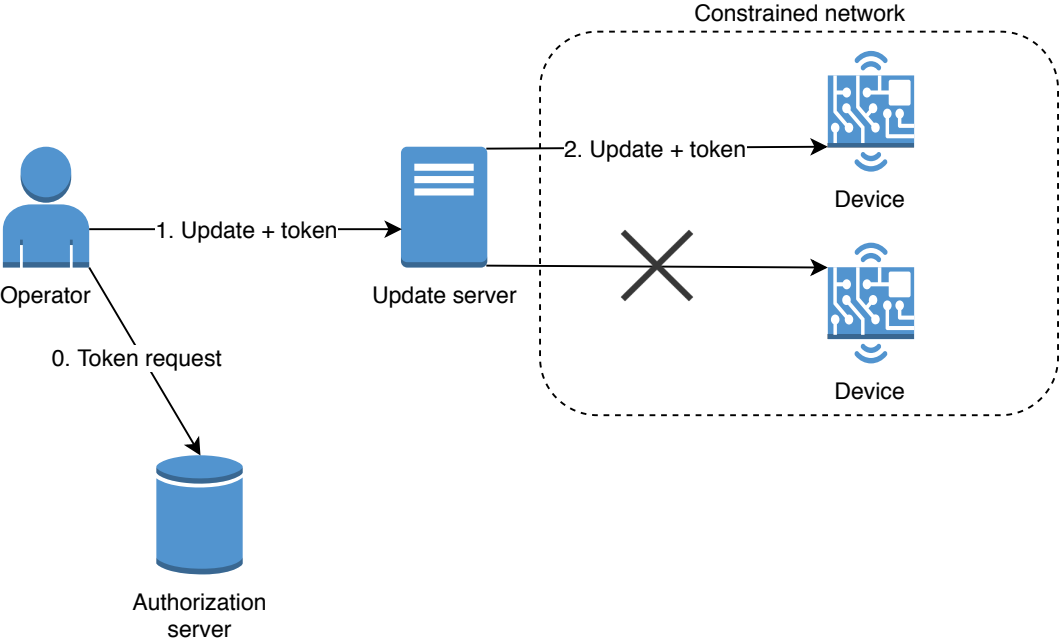 Constrained network
2. Update + token
Device
1. Update + token
Operator
Update server
0. Token request
Device
Authorization
server